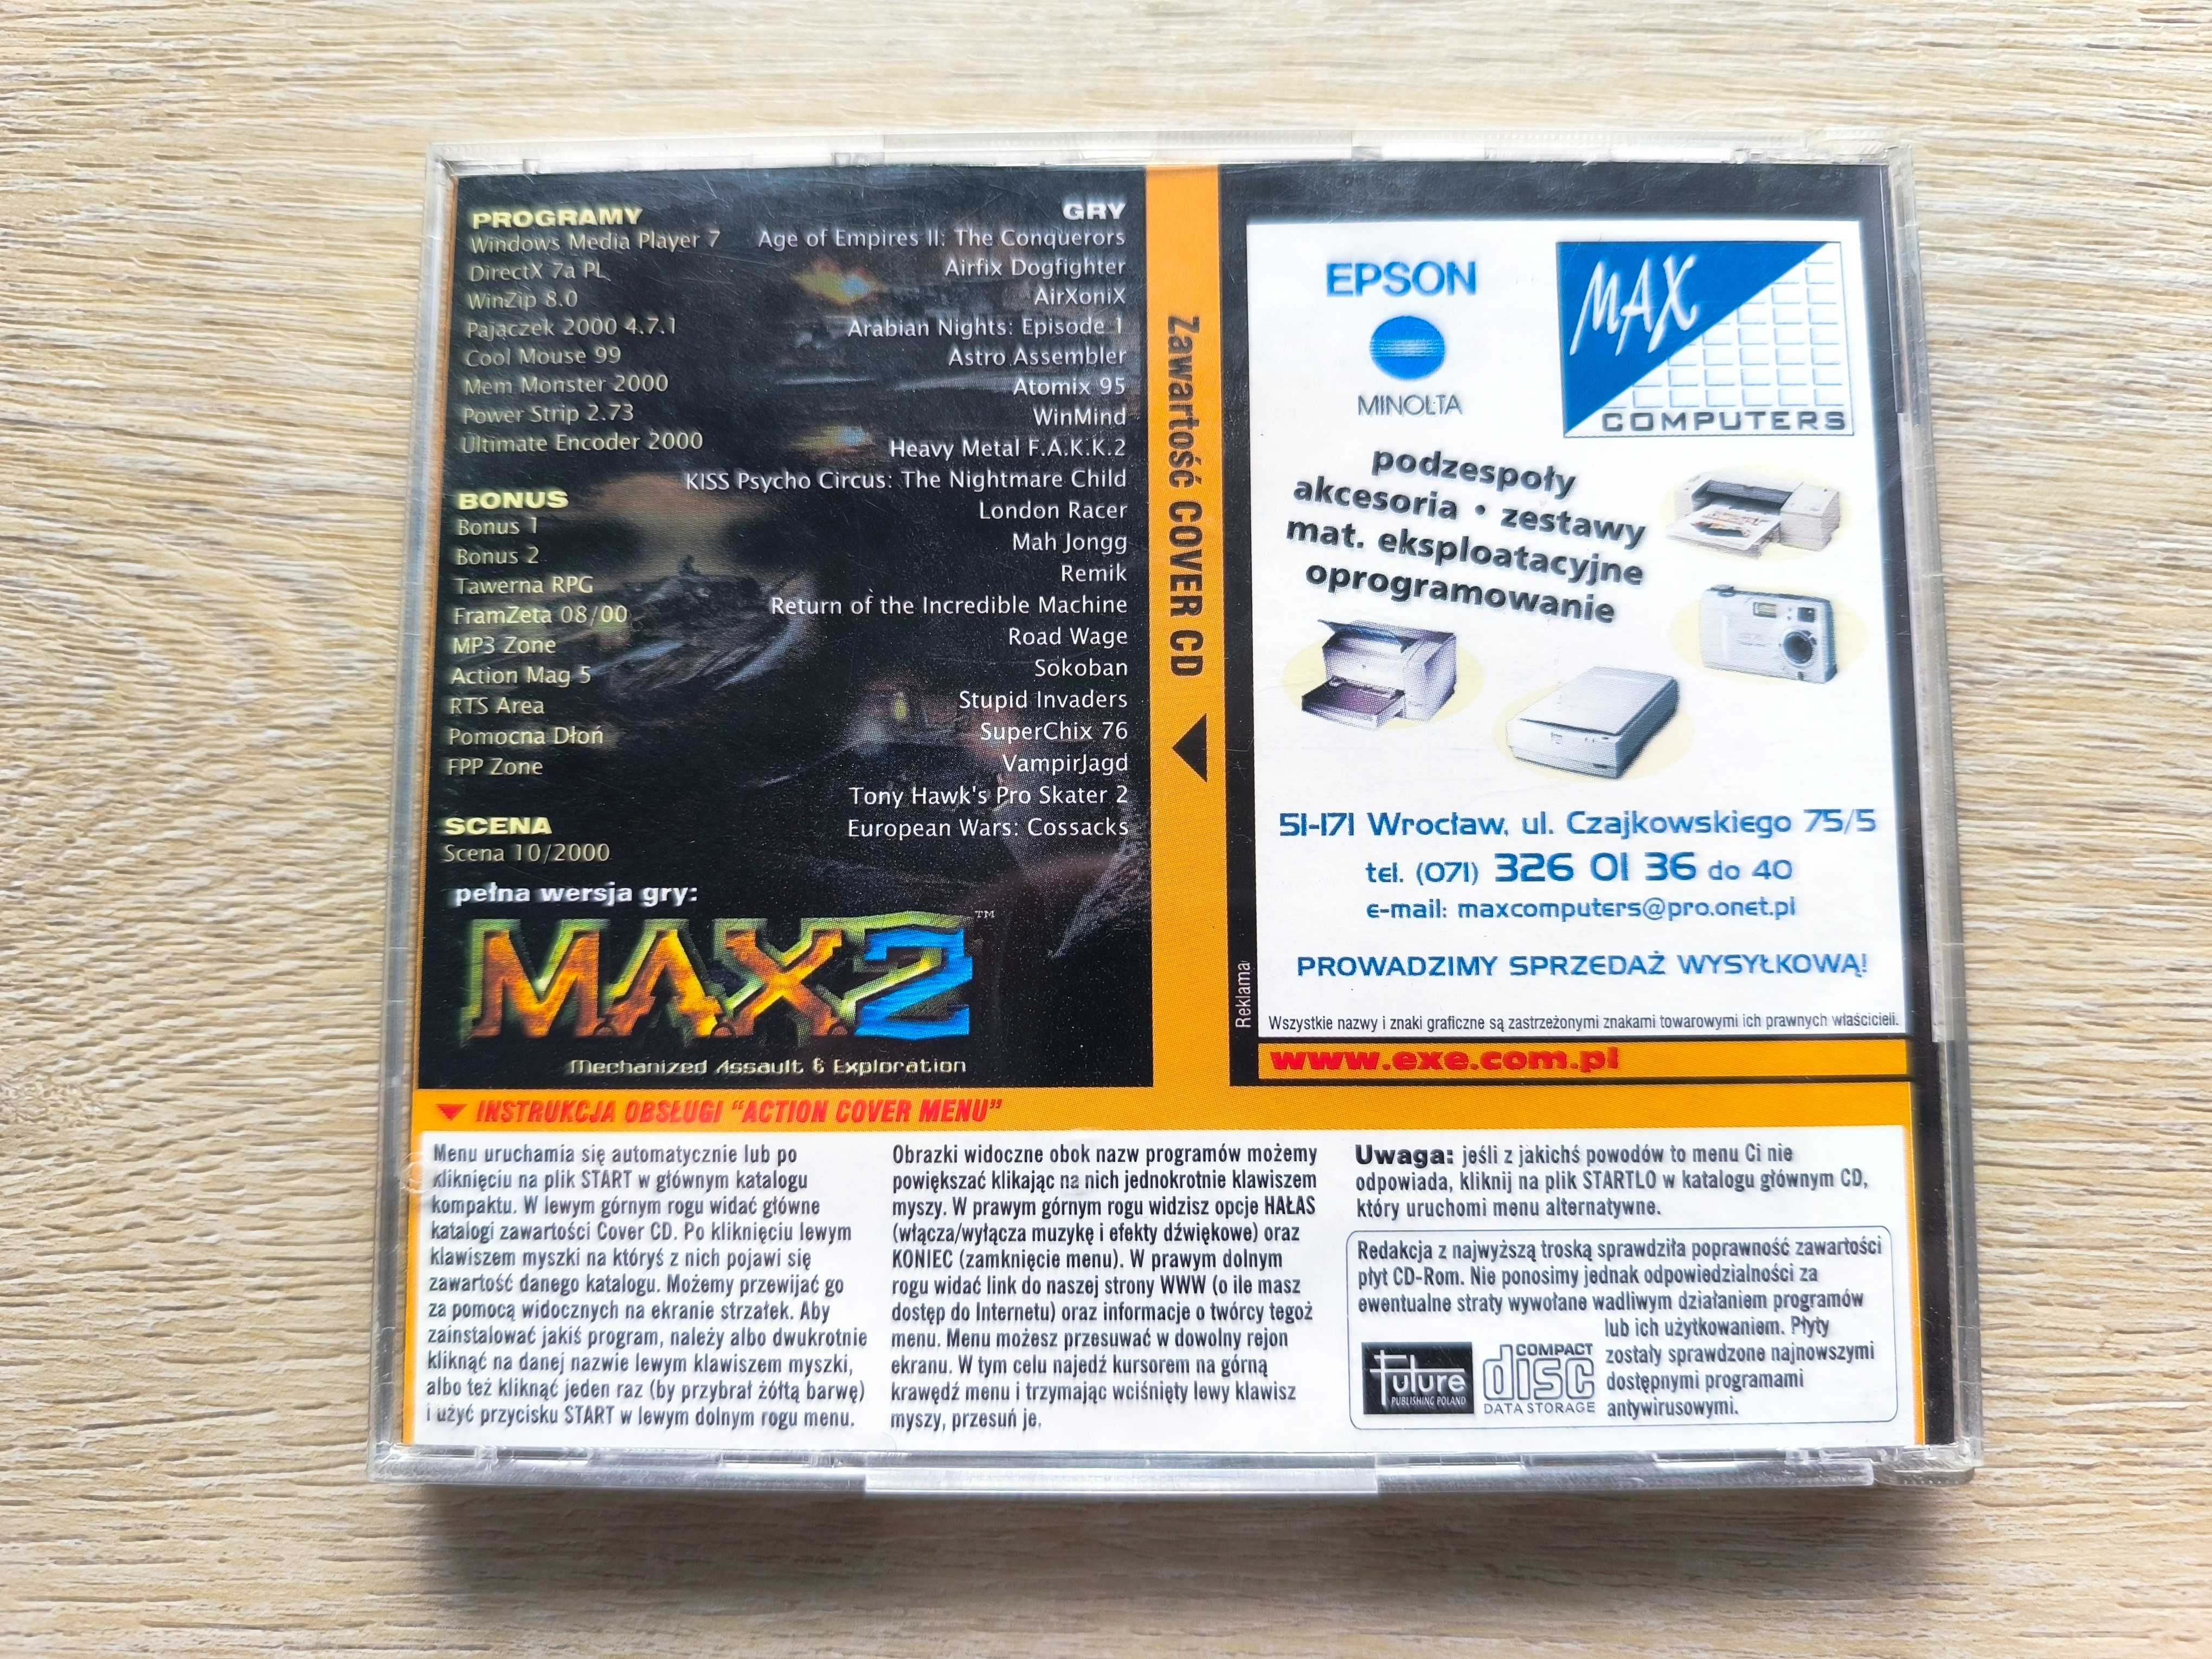 PROGRAMY
Windows Media Player 7
DirectX 7a PL
WinZip 8.0
Pajączek 2000 4.7.1
Cool Mouse 99
Mem Monster 2000
Power Strip 2.73
Ultimate Encoder 2000
BONUS
Bonus 1
Bonus 2
Tawerna RPG
FramZeta 08/00
MP3 Zone
Action Mag 5
RTS Area
Pomocna Dłoń
FPP Zone
SCENA
Scena 10/2000
GRY
Age of Empires II: The Conquerors
Airfix Dogfighter
AirXoniX
Arabian Nights: Episode 1
Astro Assembler
Atomix 95
WinMind
Heavy Metal F.A.K.K.2
KISS Psycho Circus: The Nightmare Child
London Racer
Mah Jongg
Remik
Return of the Incredible Machine
Road Wage
Sokoban
Stupid Invaders
SuperChix 76
VampirJagd
Tony Hawk's Pro Skater 2
European Wars: Cossacks
pełna wersja gry:
M.A.X.2 ™
Mechanized Assault & Exploration
Zawartość COVER CD
EPSON
MINOLTA
MAX
COMPUTERS
podzespoły
akcesoria • zestawy
mat. eksploatacyjne
oprogramowanie
51-171 Wrocław, ul. Czajkowskiego 75/5
tel. (071) 326 01 36 do 40
e-mail: maxcomputers@pro.onet.pl
PROWADZIMY SPRZEDAŻ WYSYŁKOWĄ!
Reklama
Wszystkie nazwy i znaki graficzne są zastrzeżonymi znakami towarowymi ich prawnych właścicieli.
www.exe.com.pl
INSTRUKCJA OBSŁUGI “ACTION COVER MENU”
Menu uruchamia się automatycznie lub po
kliknięciu na plik START w głównym katalogu
kompaktu. W lewym górnym rogu widać główne
katalogi zawartości Cover CD. Po kliknięciu lewym
klawiszem myszki na któryś z nich pojawi się
zawartość danego katalogu. Możemy przewijać go
za pomocą widocznych na ekranie strzałek. Aby
zainstalować jakiś program, należy albo dwukrotnie
kliknąć na danej nazwie lewym klawiszem myszki,
albo też kliknąć jeden raz (by przybrał żółtą barwę)
i użyć przycisku START w lewym dolnym rogu menu.
Obrazki widoczne obok nazw programów możemy
powiększać klikając na nich jednokrotnie klawiszem
myszy. W prawym górnym rogu widzisz opcje HAŁAS
(włącza/wyłącza muzykę i efekty dźwiękowe) oraz
KONIEC (zamknięcie menu). W prawym dolnym
rogu widać link do naszej strony WWW (o ile masz
dostęp do Internetu) oraz informacje o twórcy tegoż
menu. Menu możesz przesuwać w dowolny rejon
ekranu. W tym celu najedź kursorem na górną
krawędź menu i trzymając wciśnięty lewy klawisz
myszy, przesuń je.
Uwaga: jeśli z jakichś powodów to menu Ci nie
odpowiada, kliknij na plik STARTLO w katalogu głównym CD,
który uruchomi menu alternatywne.
Redakcja z najwyższą troską sprawdziła poprawność zawartości
płyt CD-Rom. Nie ponosimy jednak odpowiedzialności za
ewentualne straty wywołane wadliwym działaniem programów
lub ich użytkowaniem. Płyty
zostały sprawdzone najnowszymi
dostępnymi programami
antywirusowymi.
Future
PUBLISHING POLAND
COMPACT
disc
DATA STORAGE